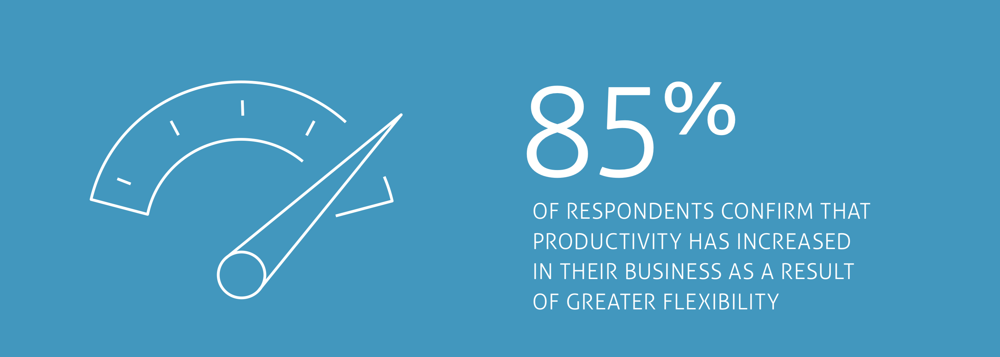 85%
OF RESPONDENTS CONFIRM THAT
PRODUCTIVITY HAS INCREASED
IN THEIR BUSINESS AS A RESULT
OF GREATER FLEXIBILITY